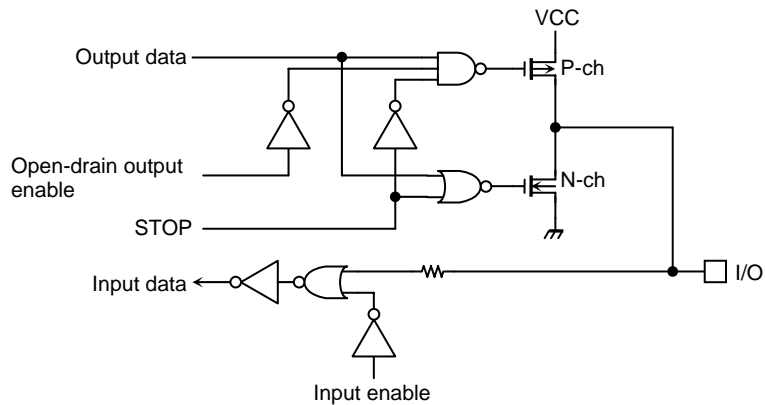 VCC
Output data
P-ch
Open-drain output
enable
N-ch
STOP
Input data
I/O
Input enable